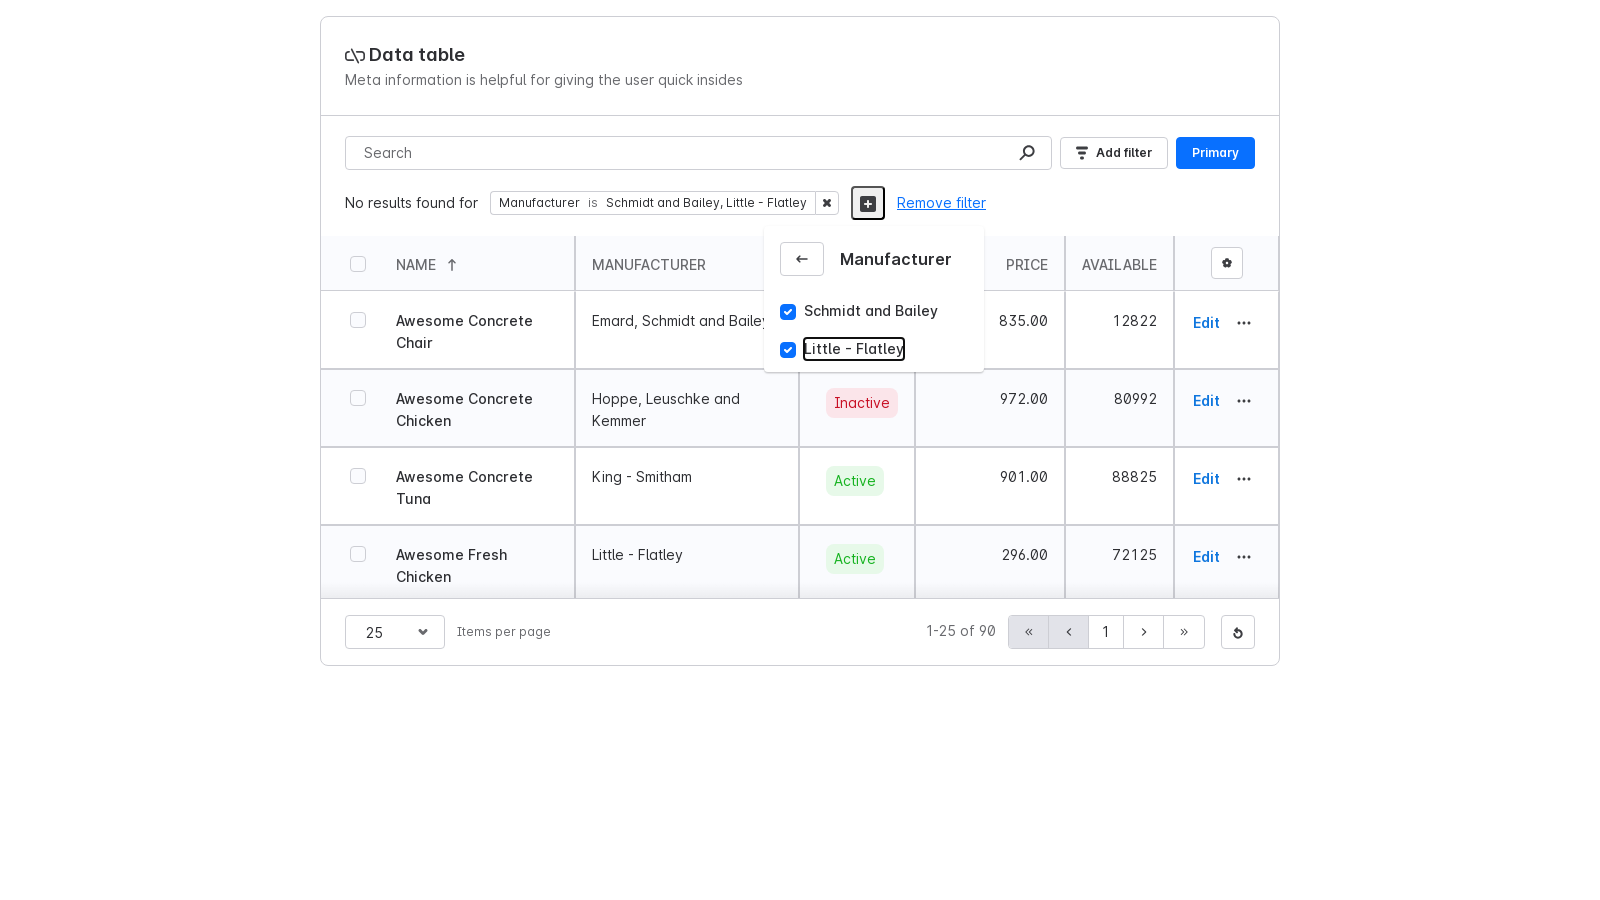 Data table
Meta information is helpful for giving the user quick insides
Search
Add filter
Primary
No results found for
Manufacturer is Schmidt and Bailey, Little - Flatley
Remove filter
NAME
MANUFACTURER
PRICE
AVAILABLE
Manufacturer
Schmidt and Bailey
Little - Flatley
Awesome Concrete
Chair
Emard, Schmidt and Bailey
835.00
12822
Edit
Awesome Concrete
Chicken
Hoppe, Leuschke and
Kemmer
Inactive
972.00
80992
Edit
Awesome Concrete
Tuna
King - Smitham
Active
901.00
88825
Edit
Awesome Fresh
Chicken
Little - Flatley
Active
296.00
72125
Edit
25
Items per page
1-25 of 90
«
‹
1
›
»